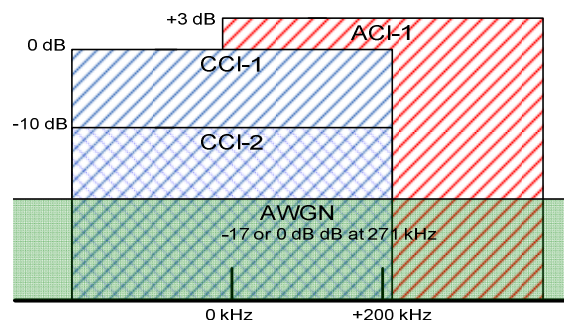 +3 dB
ACI-1
0 dB
CCI-1
-10 dB
CCI-2
AWGN
-17 or 0 dB dB at 271 kHz
0 kHz
+200 kHz